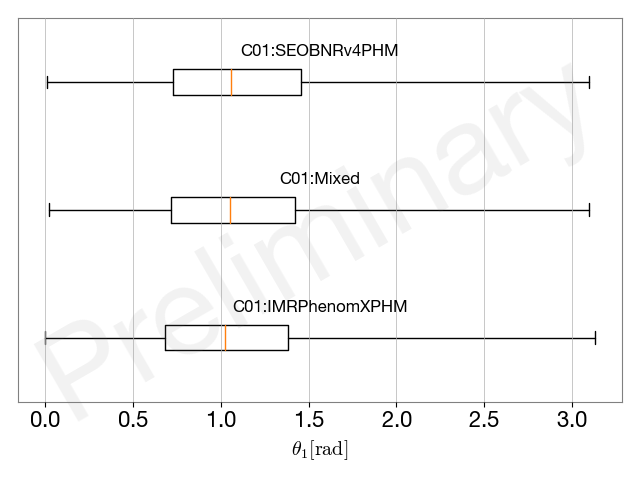 C01:SEOBNRv4PHM
C01:Mixed
C01:IMRPhenomXPHM
Preliminary
0.0 0.5 1.0 1.5 2.0 2.5 3.0
θ₁[rad]